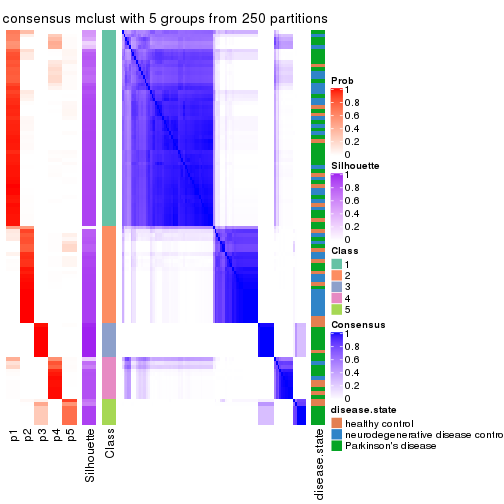 consensus mclust with 5 groups from 250 partitions
Prob
1
0.8
0.6
0.4
0.2
0
Silhouette
1
0.8
0.6
0.4
0.2
0
Class
1
2
3
4
5
Consensus
1
0.8
0.6
0.4
0.2
0
disease.state
healthy control
neurodegenerative disease contro
Parkinson's disease
p1
p2
p3
p4
p5
Silhouette
Class
disease.state